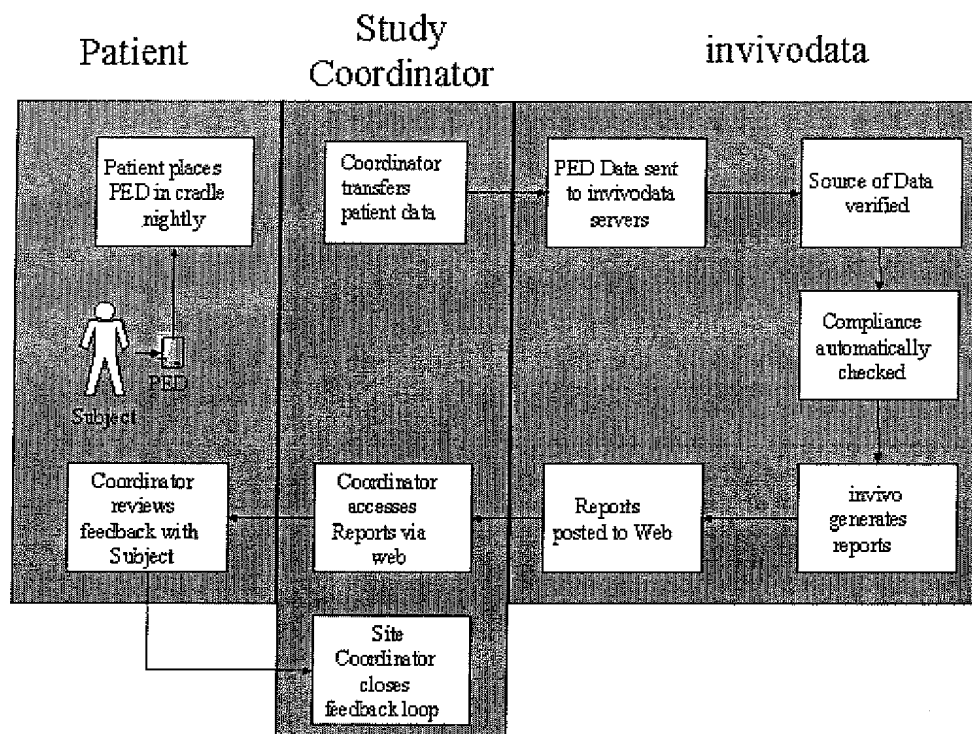 Patient
Study
Coordinator
invivodata
Patient places
PED in cradle
nightly
Coordinator
transfers
patient data
PED Data sent
to invivodata
servers
Source of Data
verified
Compliance
automatically
checked
PED
Subject
Coordinator
reviews
feedback with
Subject
Coordinator
accesses
Reports via
web
Reports
posted to Web
invivo
generates
reports
Site
Coordinator
closes
feedback loop